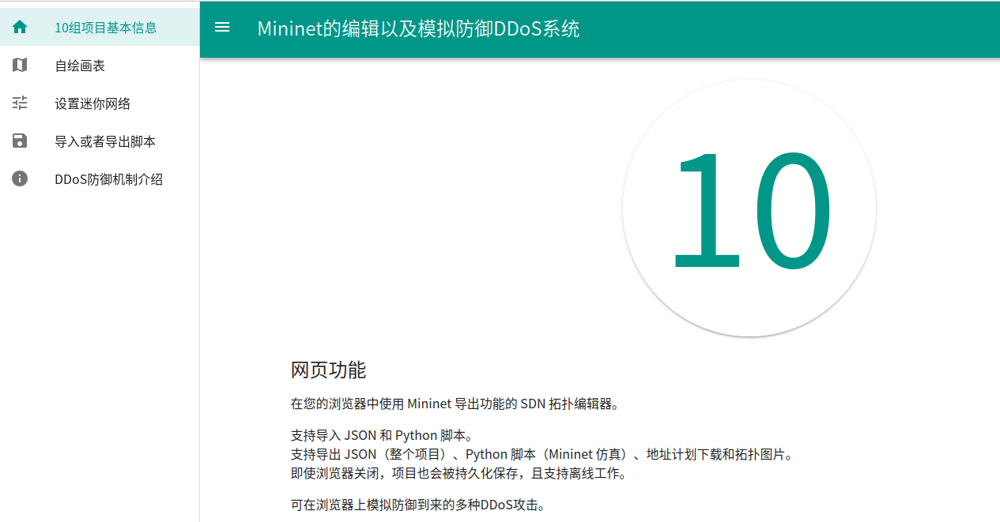 10组项目基本信息
自绘画表
设置迷你网络
导入或者导出脚本
DDoS防御机制介绍
Mininet的编辑以及模拟防御DDoS系统
10
网页功能
在您的浏览器中使用 Mininet 导出功能的 SDN 拓扑编辑器。
支持导入 JSON 和 Python 脚本。
支持导出 JSON（整个项目）、Python 脚本（Mininet 仿真）、地址计划下载和拓扑图片。
即使浏览器关闭，项目也会被持久化保存，且支持离线工作。
可在浏览器上模拟防御到来的多种DDoS攻击。